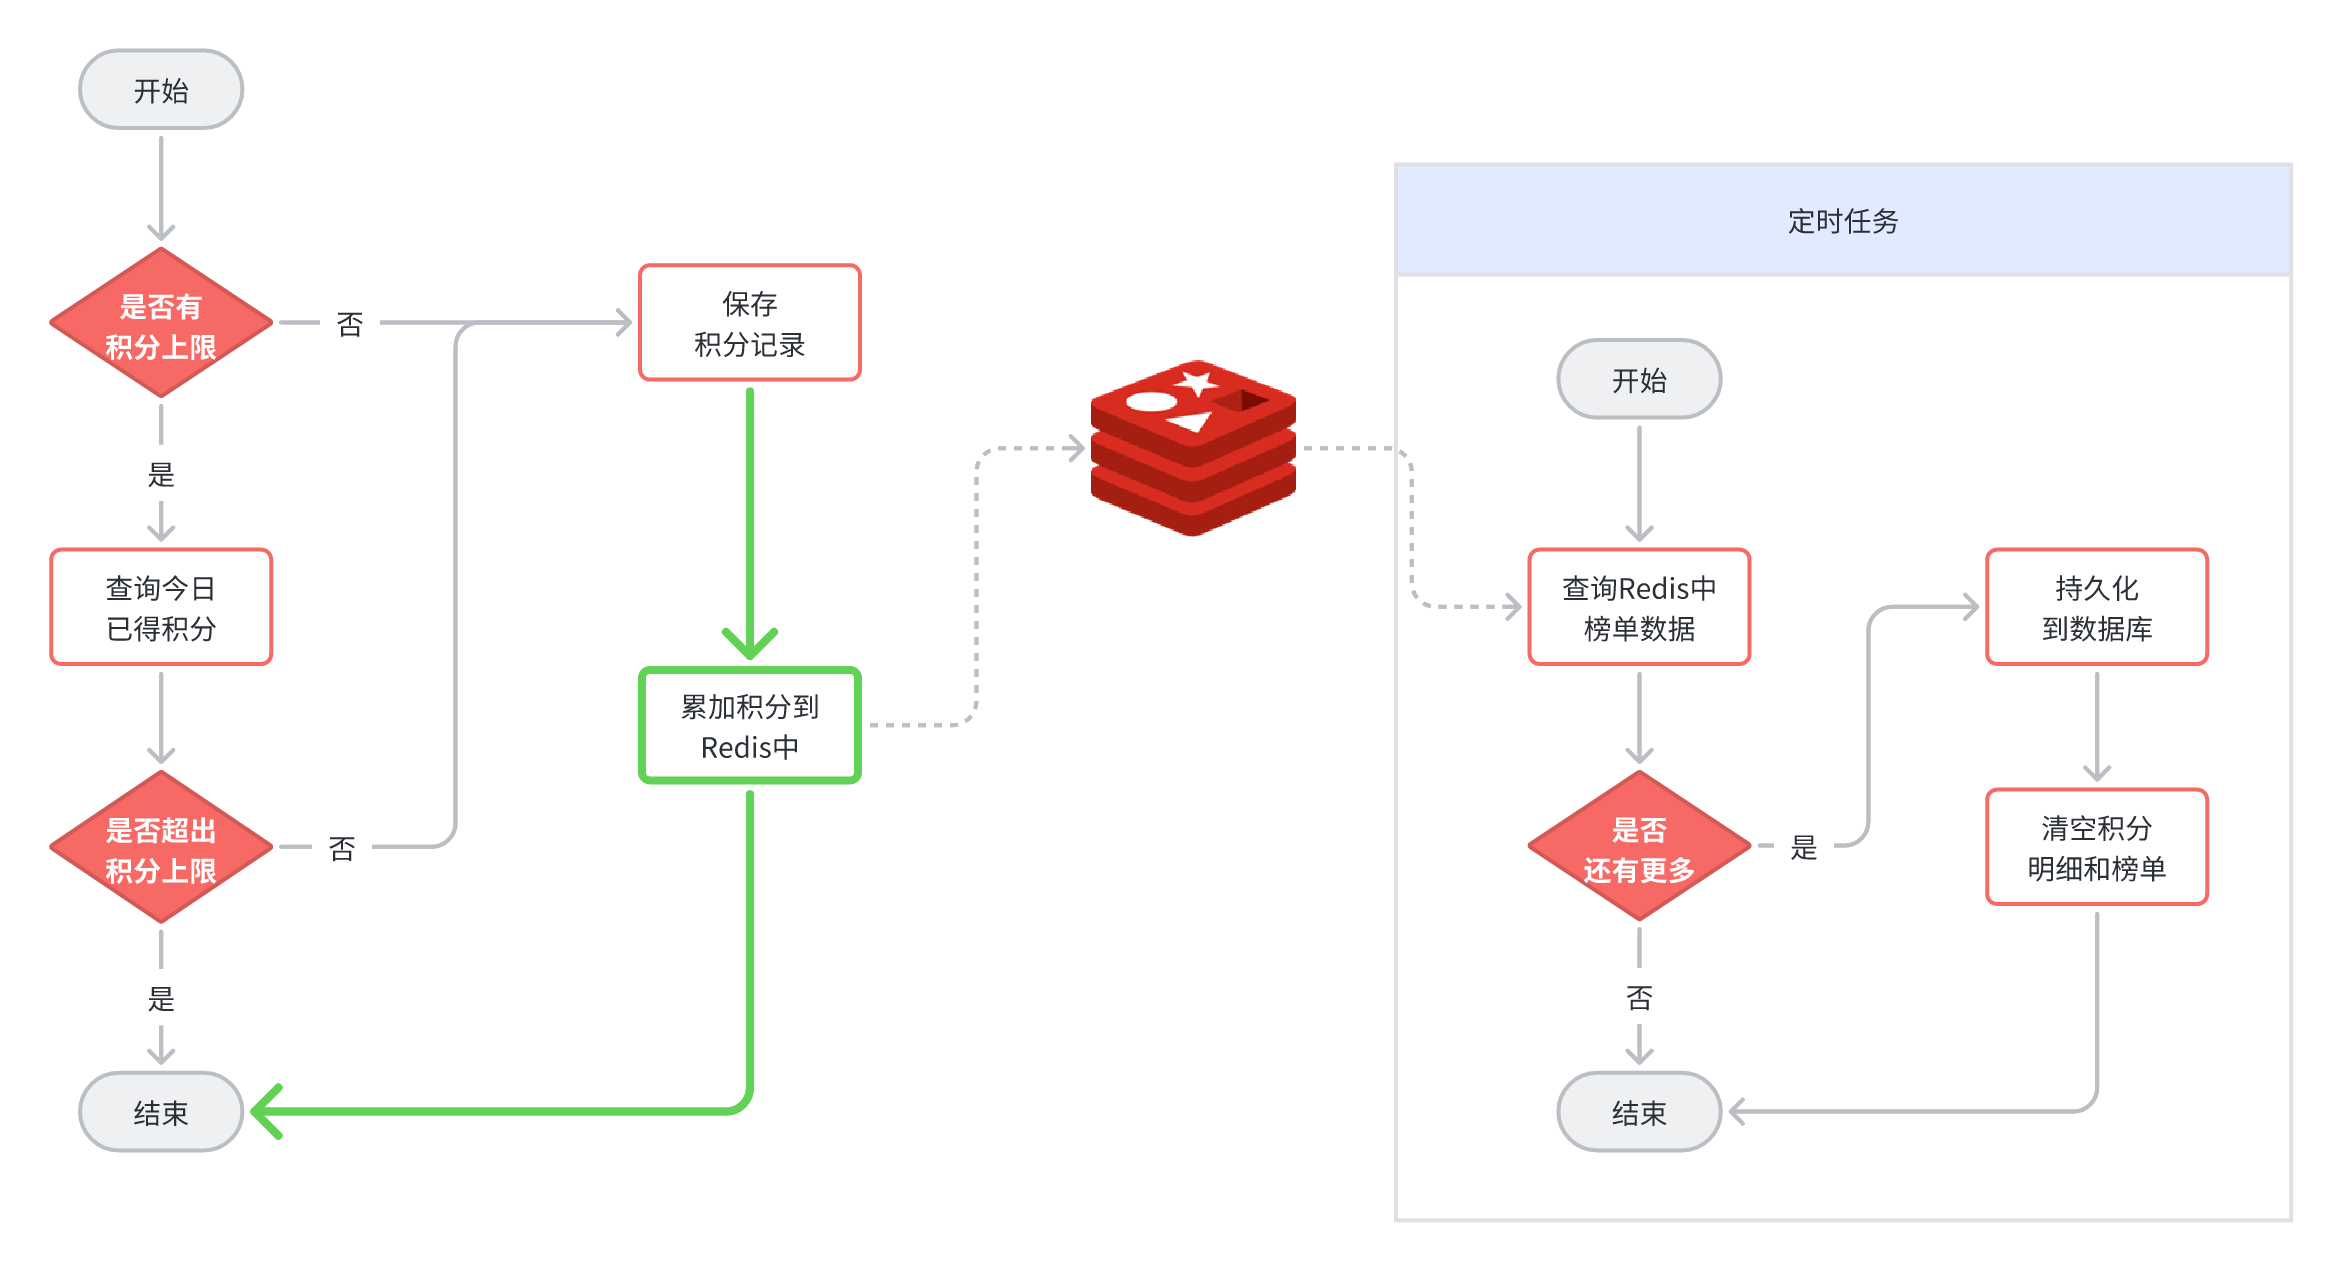 开始
是否有
积分上限
否
是
查询今日
已得积分
是否超出
积分上限
否
是
结束
保存
积分记录
累加积分到
Redis中
定时任务
开始
查询Redis中
榜单数据
是否
还有更多
是
否
结束
持久化
到数据库
清空积分
明细和榜单